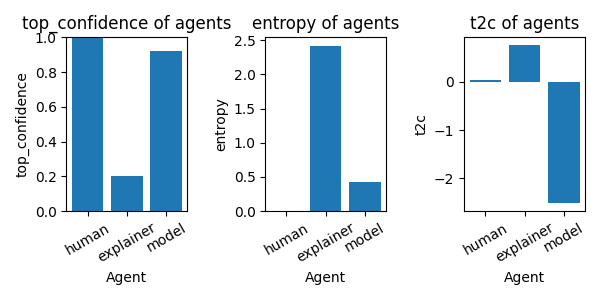 top_confidence of agents
1.0
0.8
0.6
0.4
0.2
0.0
top_confidence
human
explainer
model
Agent
entropy of agents
2.5
2.0
1.5
1.0
0.5
0.0
entropy
human
explainer
model
Agent
t2c of agents
0
−1
−2
t2c
human
explainer
model
Agent